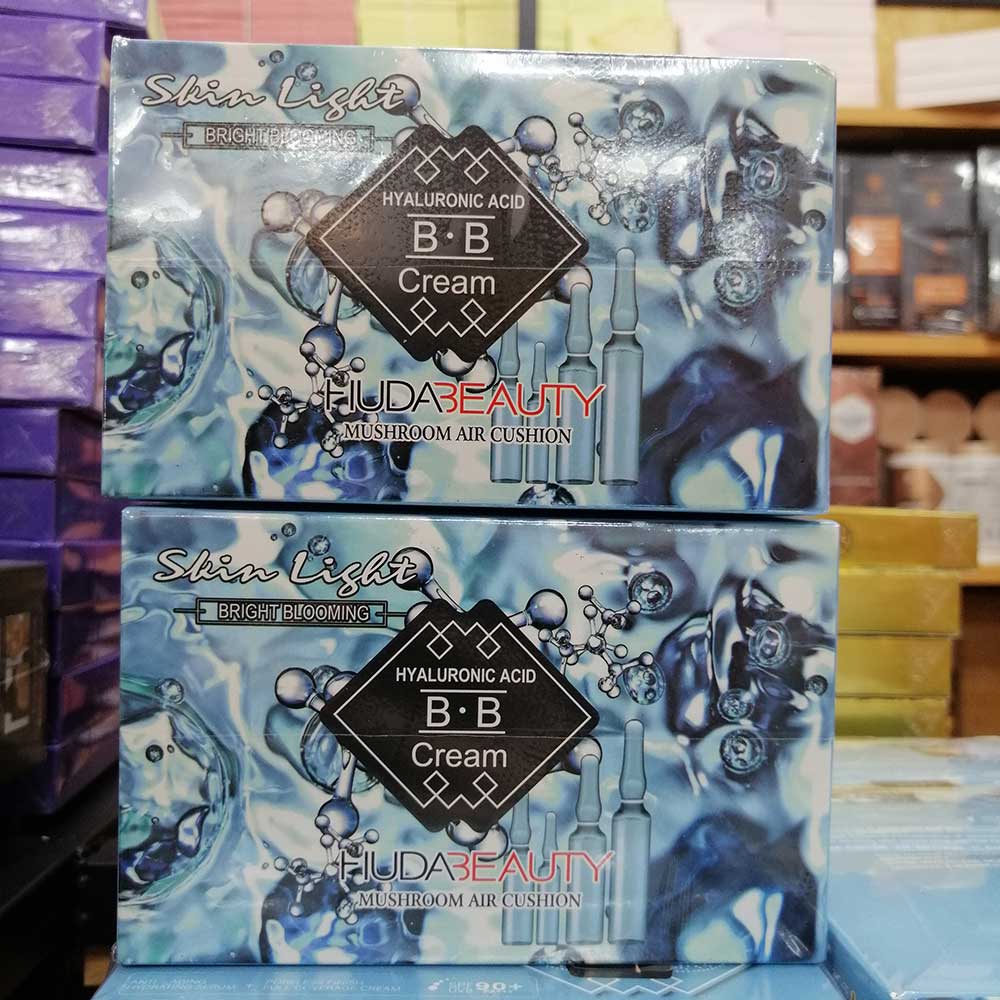 Skin Light
BRIGHT BLOOMING
HYALURONIC ACID
B·B
Cream
HUDABEAUTY
MUSHROOM AIR CUSHION
Skin Light
BRIGHT BLOOMING
HYALURONIC ACID
B·B
Cream
HUDABEAUTY
MUSHROOM AIR CUSHION
90+